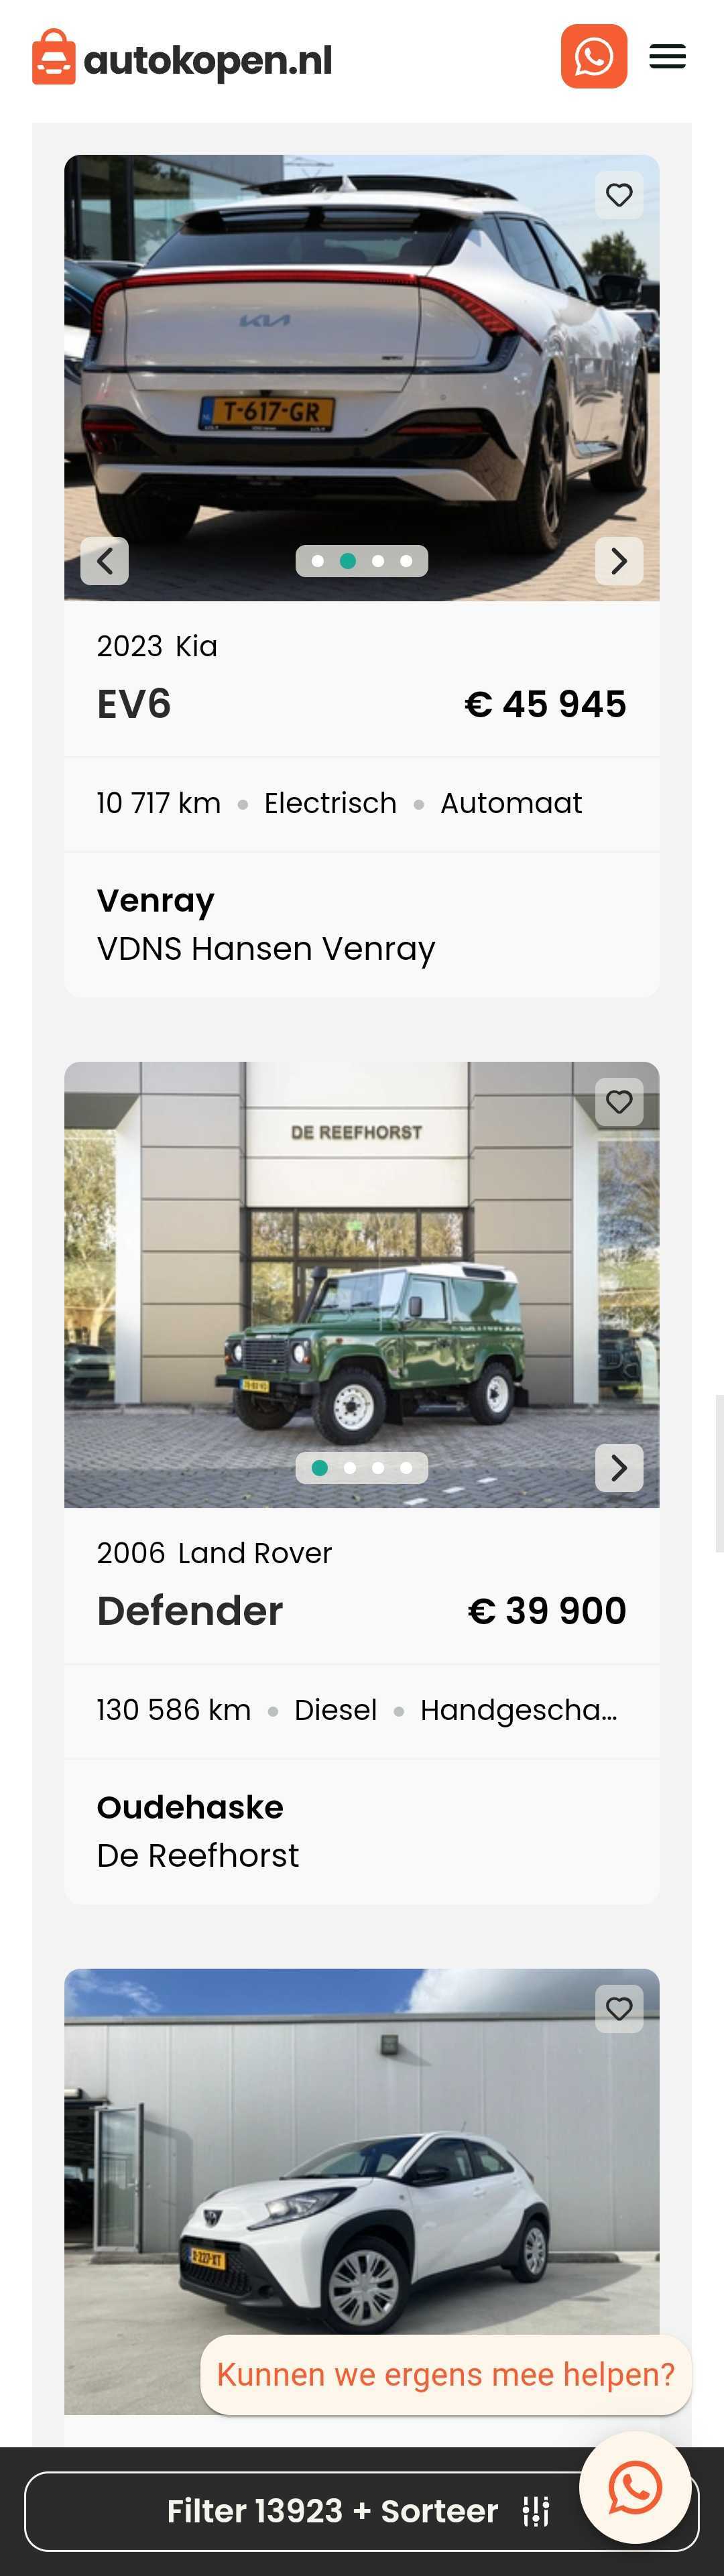 autokopen.nl
KIA
T-617-GR
2023 Kia
EV6
€ 45 945
10 717 km • Electrisch • Automaat
Venray
VDNS Hansen Venray
DE REEFHORST
2006 Land Rover
Defender
€ 39 900
130 586 km • Diesel • Handgescha...
Oudehaske
De Reefhorst
Kunnen we ergens mee helpen?
Filter 13923 + Sorteer